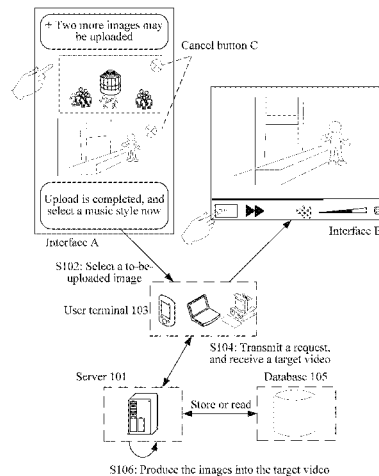 + Two more images may
be uploaded
Cancel button C
Upload is completed, and
select a music style now
Interface A
Interface B
S102: Select a to-be-
uploaded image
User terminal 103
S104: Transmit a request,
and receive a target video
Server 101
Database 105
Store or read
S106: Produce the images into the target video